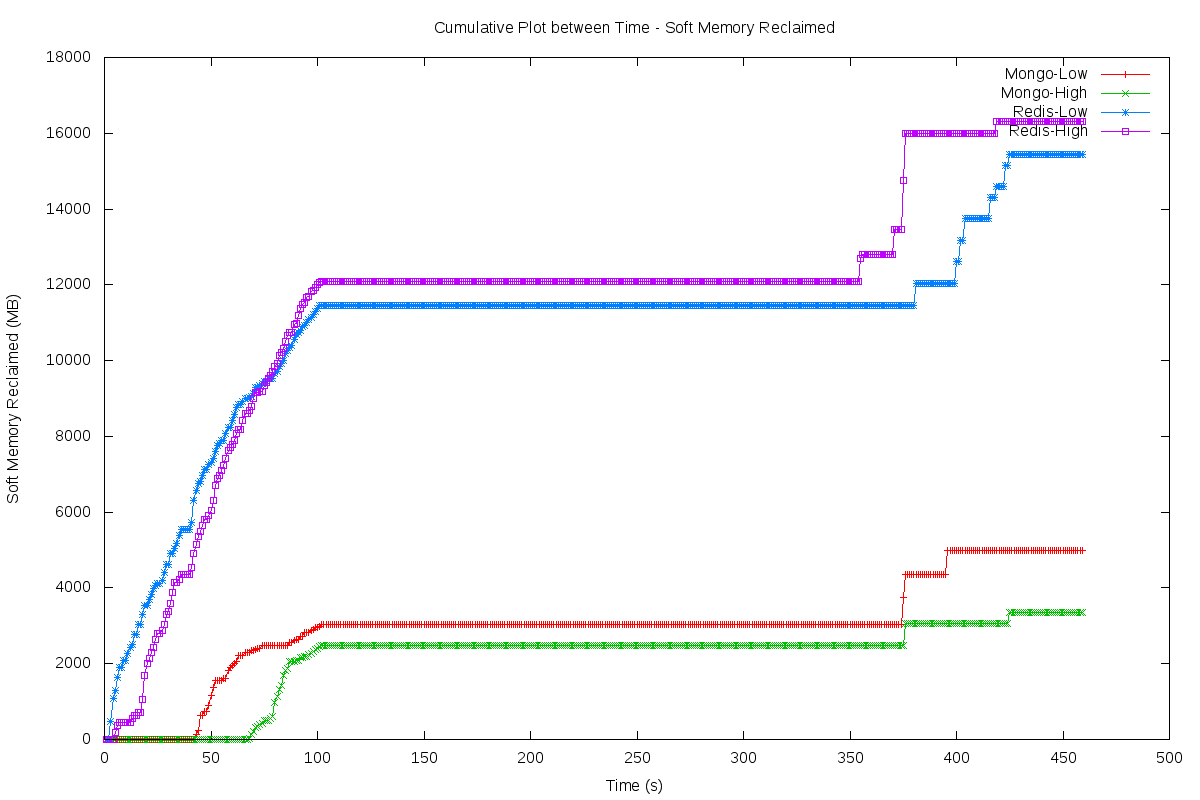 Cumulative Plot between Time - Soft Memory Reclaimed
18000
16000
14000
12000
10000
8000
6000
4000
2000
0
Soft Memory Reclaimed (MB)
Mongo-Low
Mongo-High
Redis-Low
Redis-High
0 50 100 150 200 250 300 350 400 450 500
Time (s)